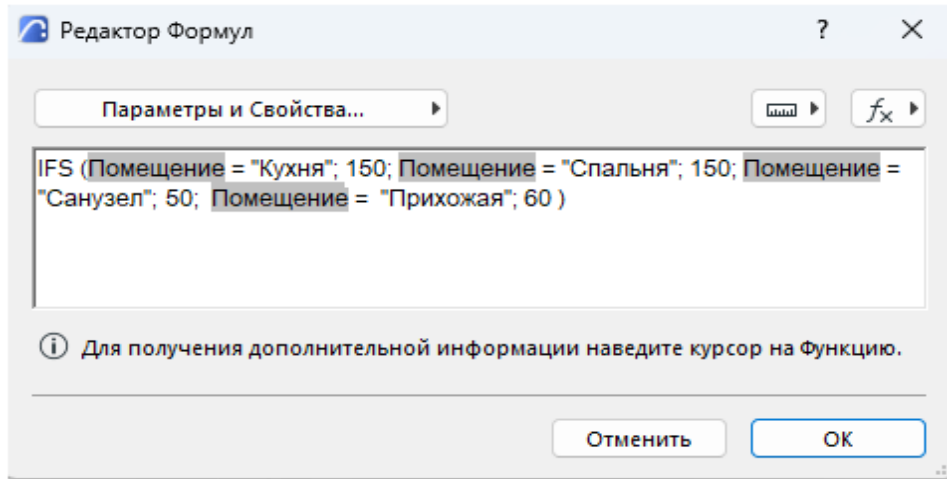 Редактор Формул ?
Параметры и Свойства... fx
IFS (Помещение = "Кухня"; 150; Помещение = "Спальня"; 150; Помещение =
"Санузел"; 50; Помещение = "Прихожая"; 60 )
Для получения дополнительной информации наведите курсор на Функцию.
Отменить OK